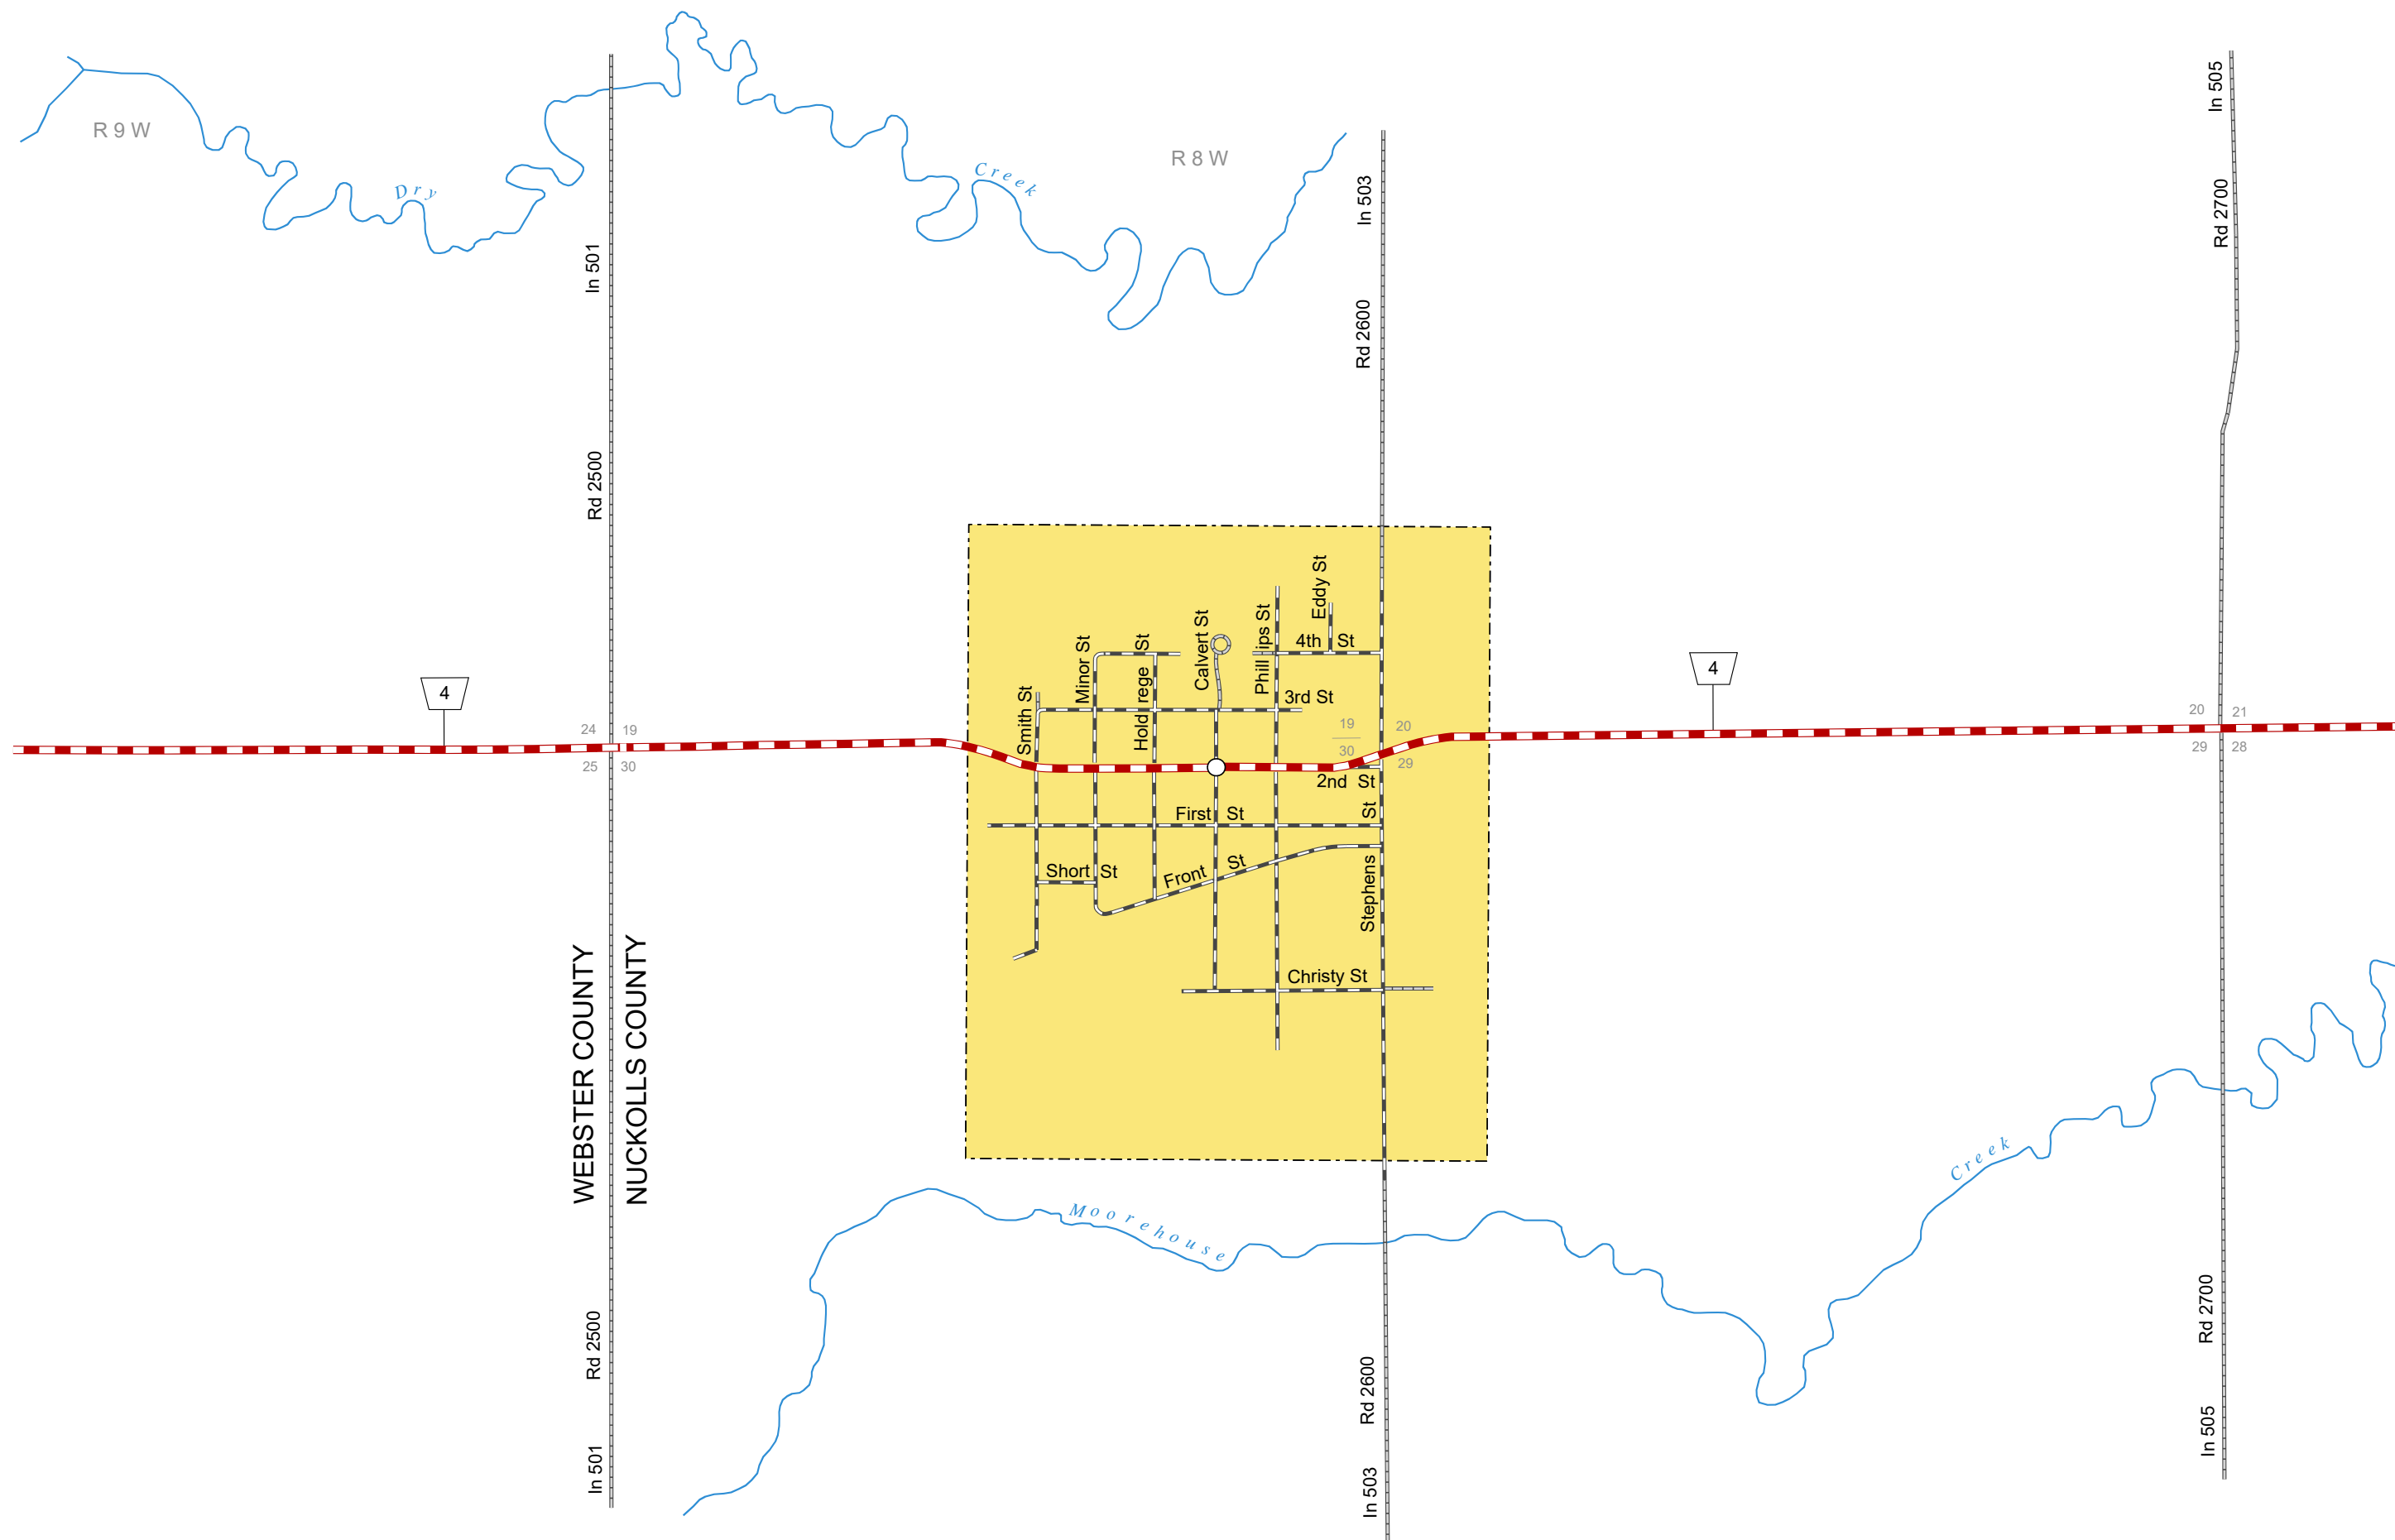 In 505
R 9 W
R 8 W
Creek
Dry
In 503
Rd 2700
In 501
Rd 2600
Rd 2500
Eddy St
Calvert St
Phillips St
Minor St
Holdrege St
4th St
Smith St
3rd St
4
4
24
19
25
30
19
20
30
29
20
21
29
28
2nd St
First St
Short St
Front St
Stephens St
Christy St
WEBSTER COUNTY
NUCKOLLS COUNTY
Creek
Moorehouse
Rd 2500
Rd 2600
Rd 2700
In 501
In 503
In 505